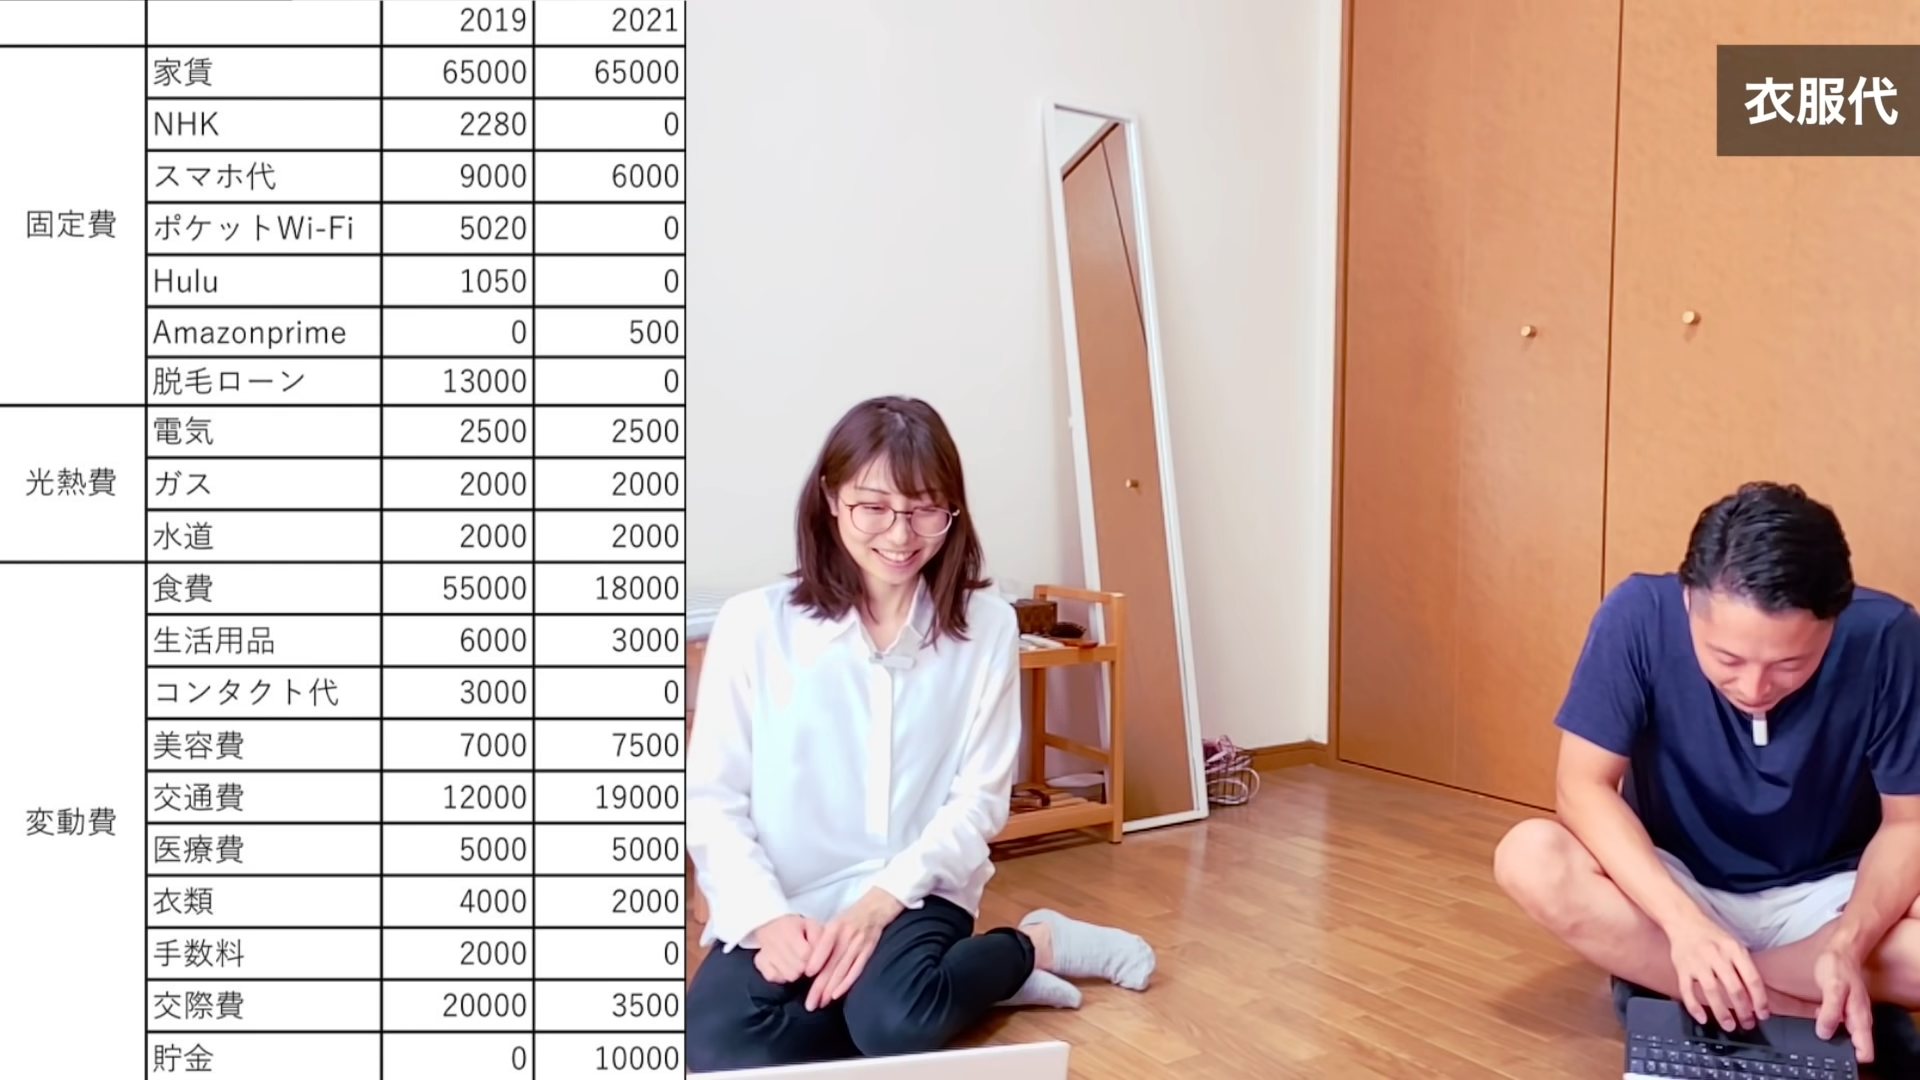 2019 2021
固定費
家賃 65000 65000
NHK 2280 0
スマホ代 9000 6000
ポケットWi-Fi 5020 0
Hulu 1050 0
Amazonprime 0 500
脱毛ローン 13000 0
光熱費
電気 2500 2500
ガス 2000 2000
水道 2000 2000
変動費
食費 55000 18000
生活用品 6000 3000
コンタクト代 3000 0
美容費 7000 7500
交通費 12000 19000
医療費 5000 5000
衣類 4000 2000
手数料 2000 0
交際費 20000 3500
貯金 0 10000
衣服代